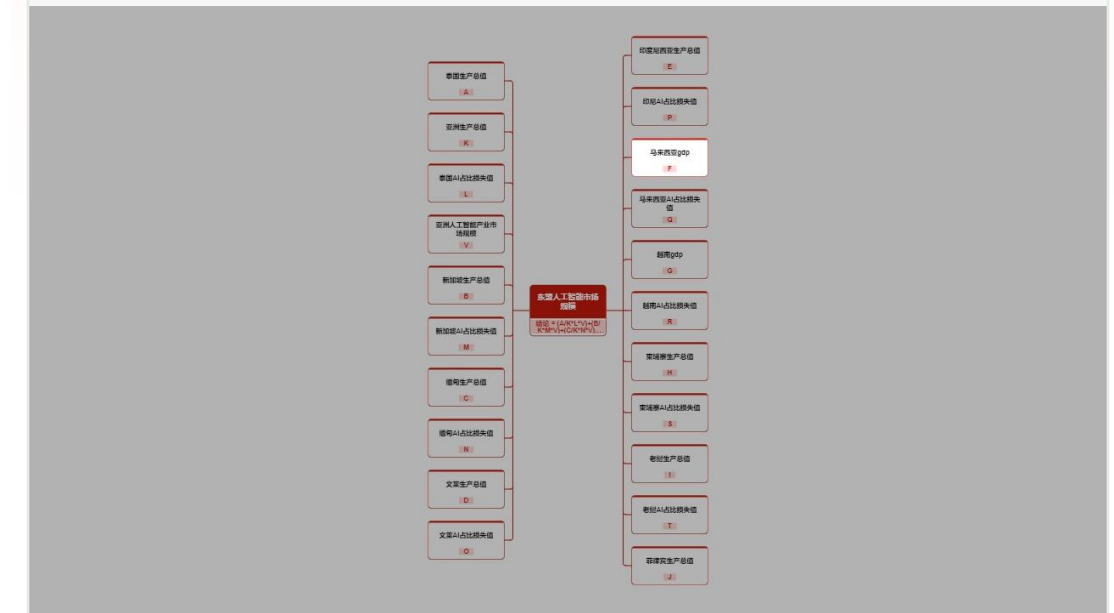 泰国生产总值
A
亚洲生产总值
K
泰国AI占比损失值
L
亚洲人工智能产业市
场规模
V
新加坡生产总值
B
新加坡AI占比损失值
M
缅甸生产总值
C
缅甸AI占比损失值
N
文莱生产总值
D
文莱AI占比损失值
O
东盟人工智能市场
规模
结论 = (A/K*L*V)+(B/
K*M*V)+(C/K*N*V)...
印度尼西亚生产总值
E
印尼AI占比损失值
P
马来西亚gdp
F
马来西亚AI占比损失
值
Q
越南gdp
G
越南AI占比损失值
R
柬埔寨生产总值
H
柬埔寨AI占比损失值
S
老挝生产总值
I
老挝AI占比损失值
T
菲律宾生产总值
J